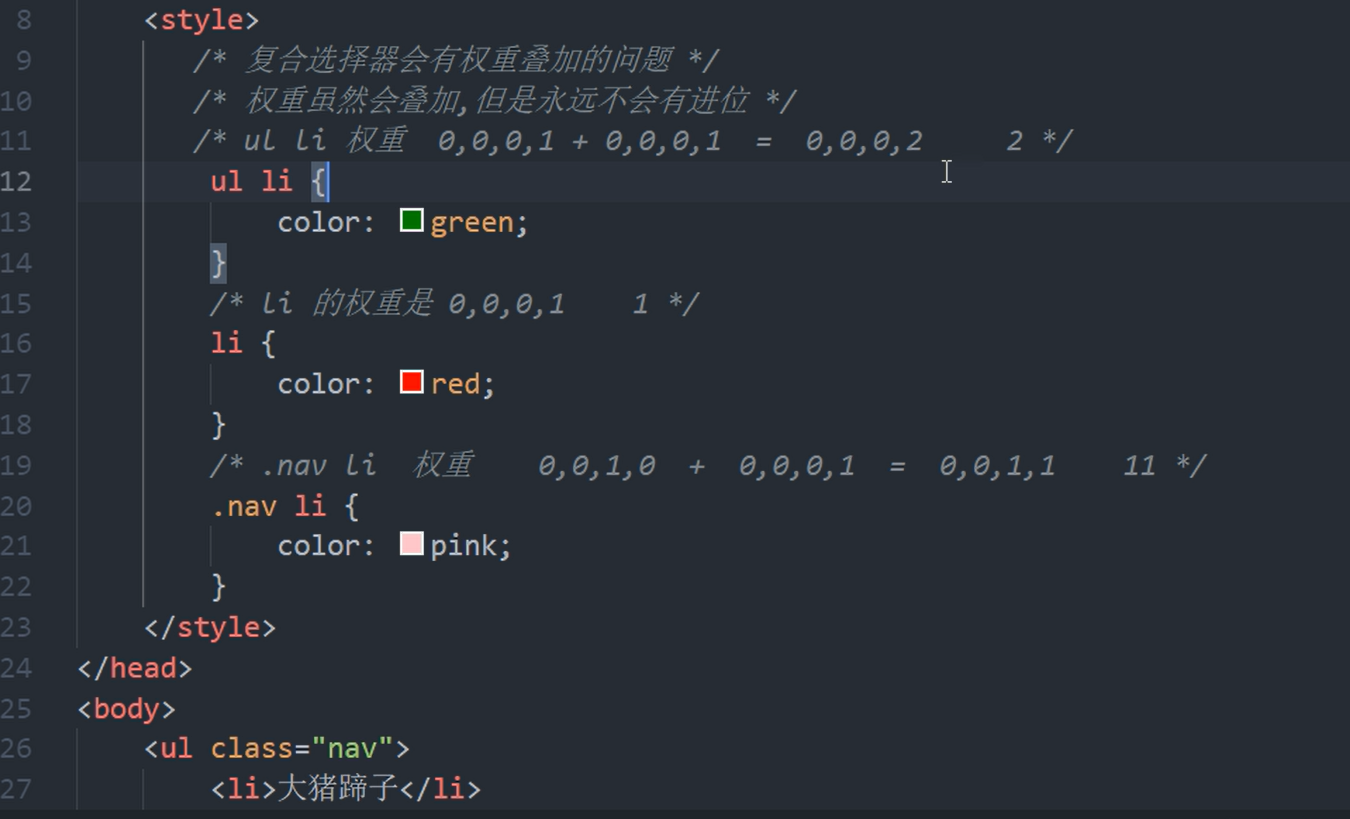 8 <style>
9 /* 复合选择器会有权重叠加的问题 */
10 /* 权重虽然会叠加,但是永远不会有进位 */
11 /* ul li 权重 0,0,0,1 + 0,0,0,1 = 0,0,0,2 2 */
12 ul li {
13 color: green;
14 }
15 /* li 的权重是 0,0,0,1 1 */
16 li {
17 color: red;
18 }
19 /* .nav li 权重 0,0,1,0 + 0,0,0,1 = 0,0,1,1 11 */
20 .nav li {
21 color: pink;
22 }
23 </style>
24 </head>
25 <body>
26 <ul class="nav">
27 <li>大猪蹄子</li>